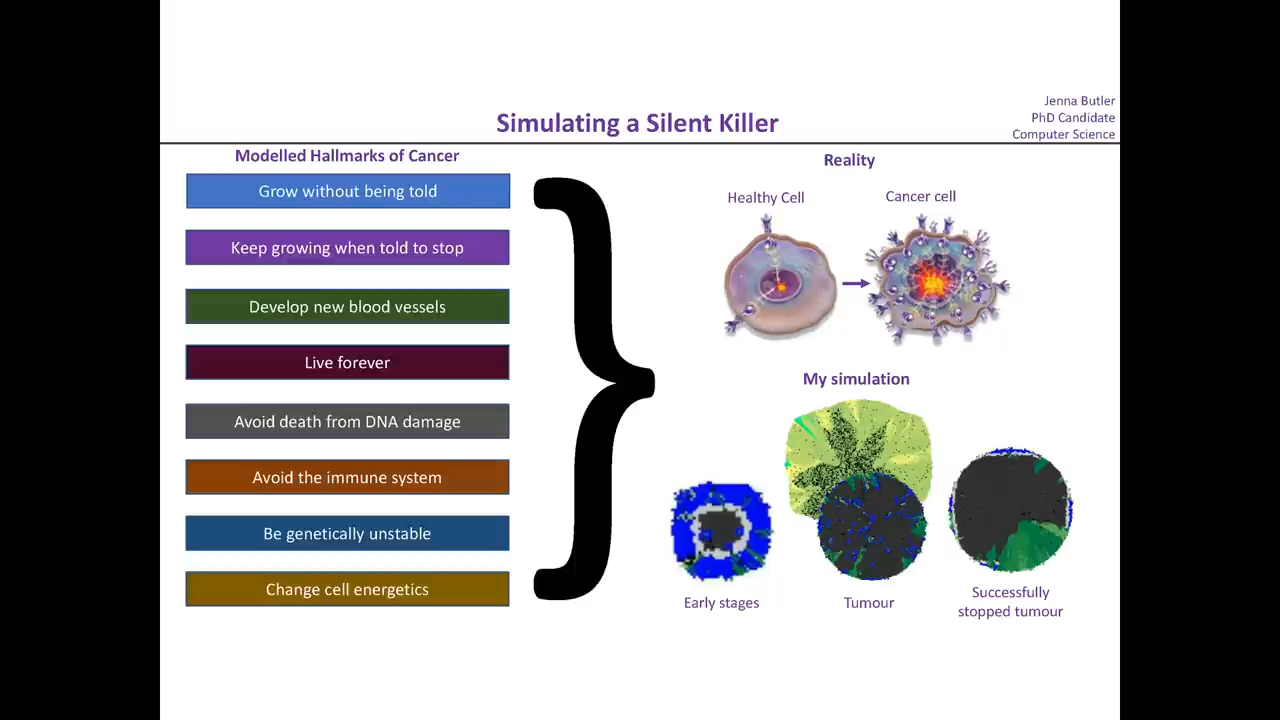 Jenna Butler
PhD Candidate
Computer Science
Simulating a Silent Killer
Modelled Hallmarks of Cancer
Grow without being told
Keep growing when told to stop
Develop new blood vessels
Live forever
Avoid death from DNA damage
Avoid the immune system
Be genetically unstable
Change cell energetics
Reality
Healthy Cell
Cancer cell
My simulation
Early stages
Tumour
Successfully
stopped tumour